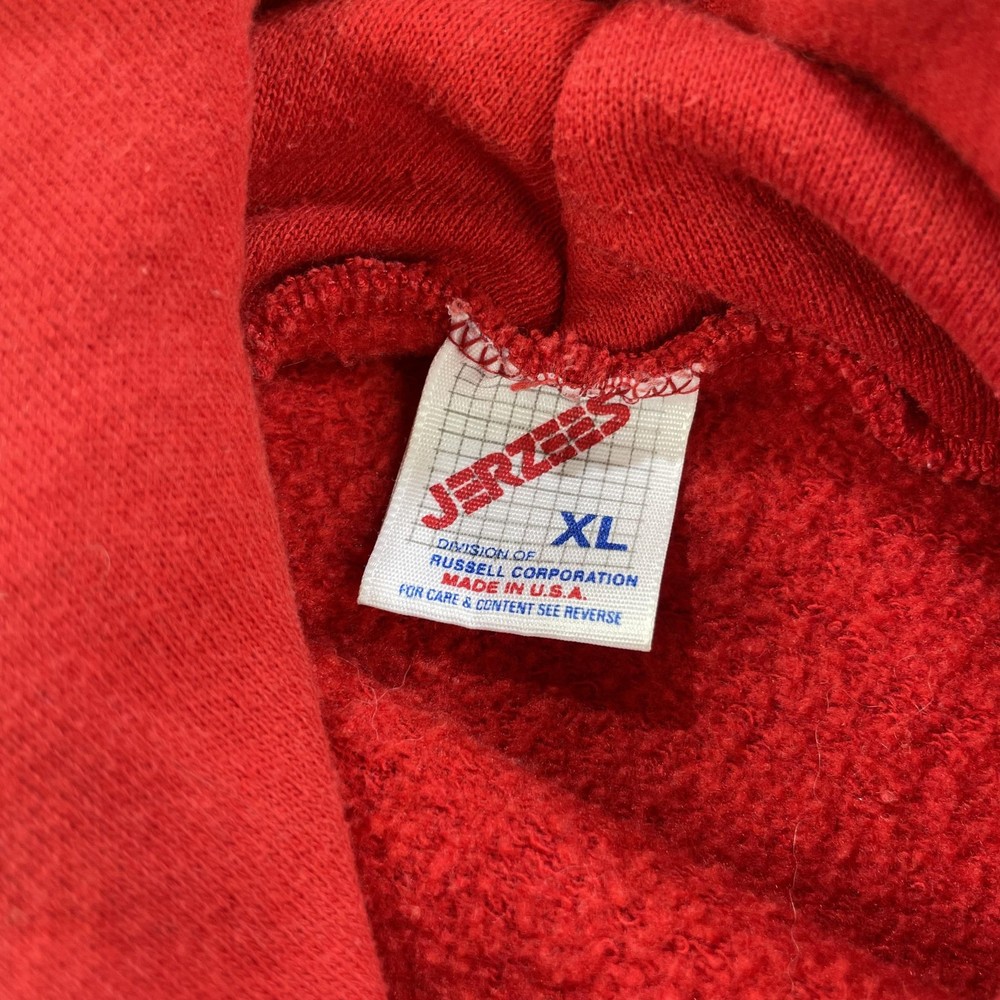 JERZEES
XL
DIVISION OF
RUSSELL CORPORATION
MADE IN U.S.A.
FOR CARE & CONTENT SEE REVERSE